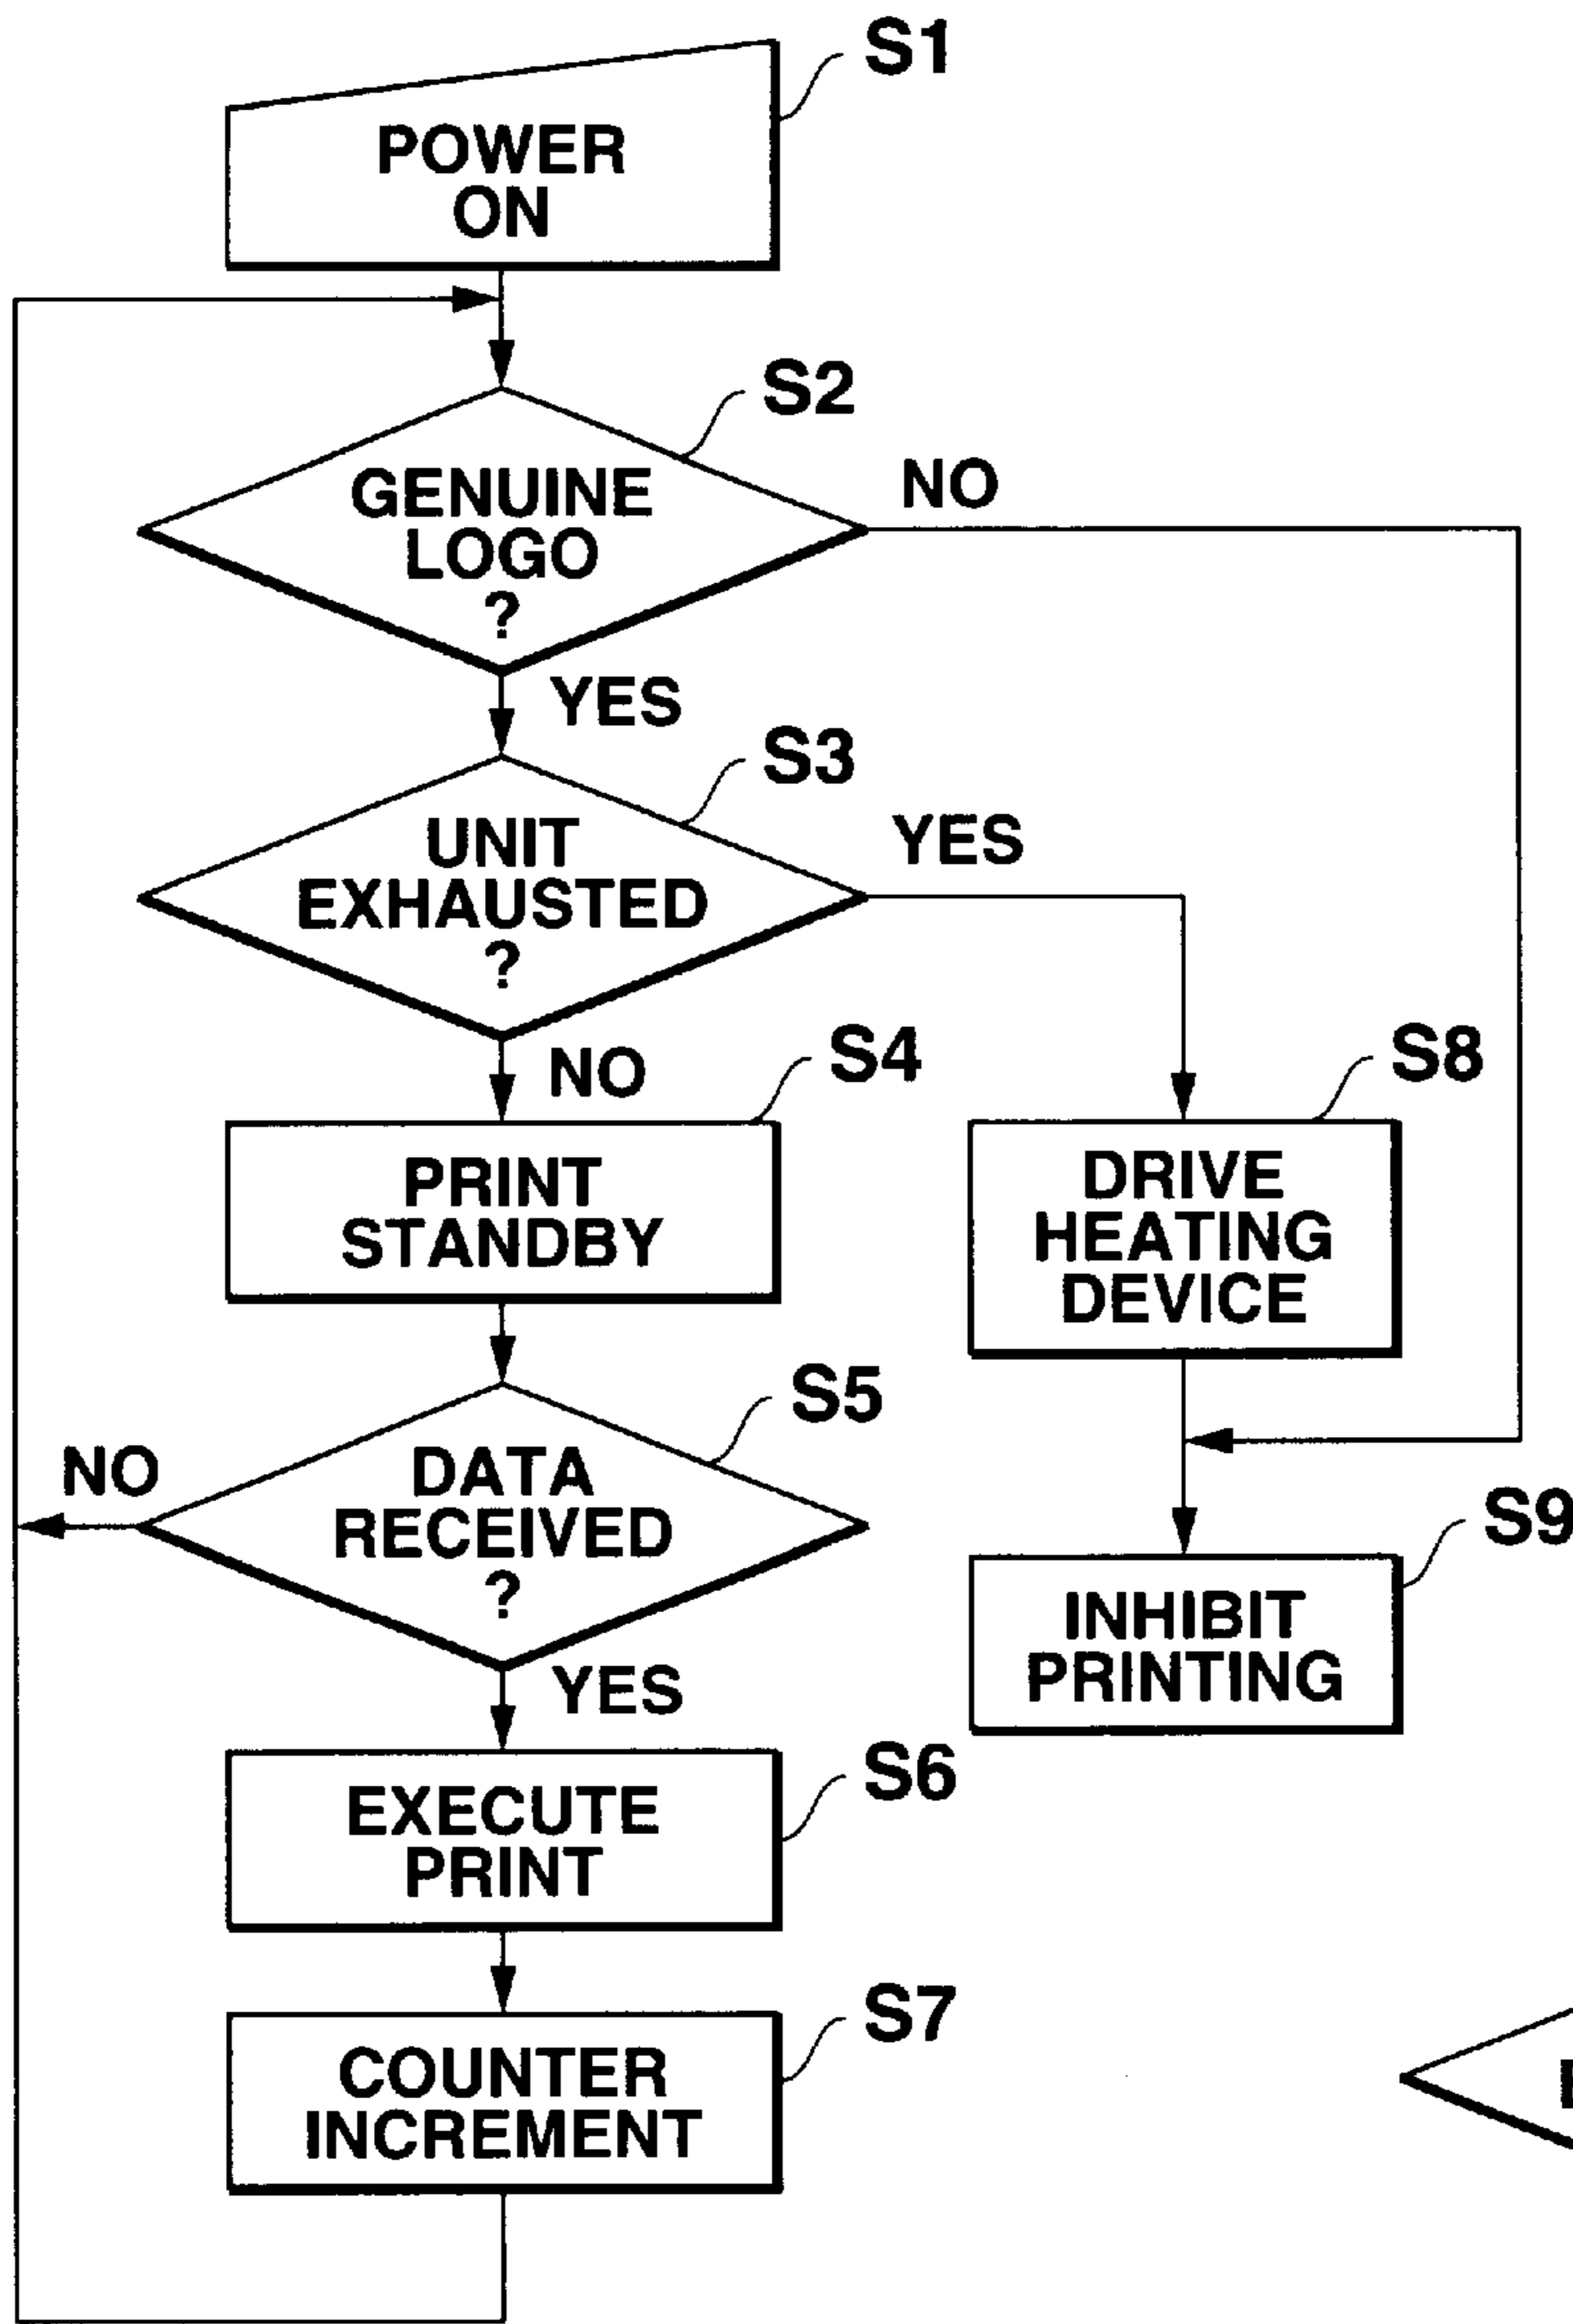 S1
POWER
ON
S2
GENUINE
LOGO
?
NO
YES
S3
UNIT
EXHAUSTED
?
YES
NO
S4
PRINT
STANDBY
S8
DRIVE
HEATING
DEVICE
S5
DATA
RECEIVED
?
NO
YES
S9
INHIBIT
PRINTING
S6
EXECUTE
PRINT
S7
COUNTER
INCREMENT